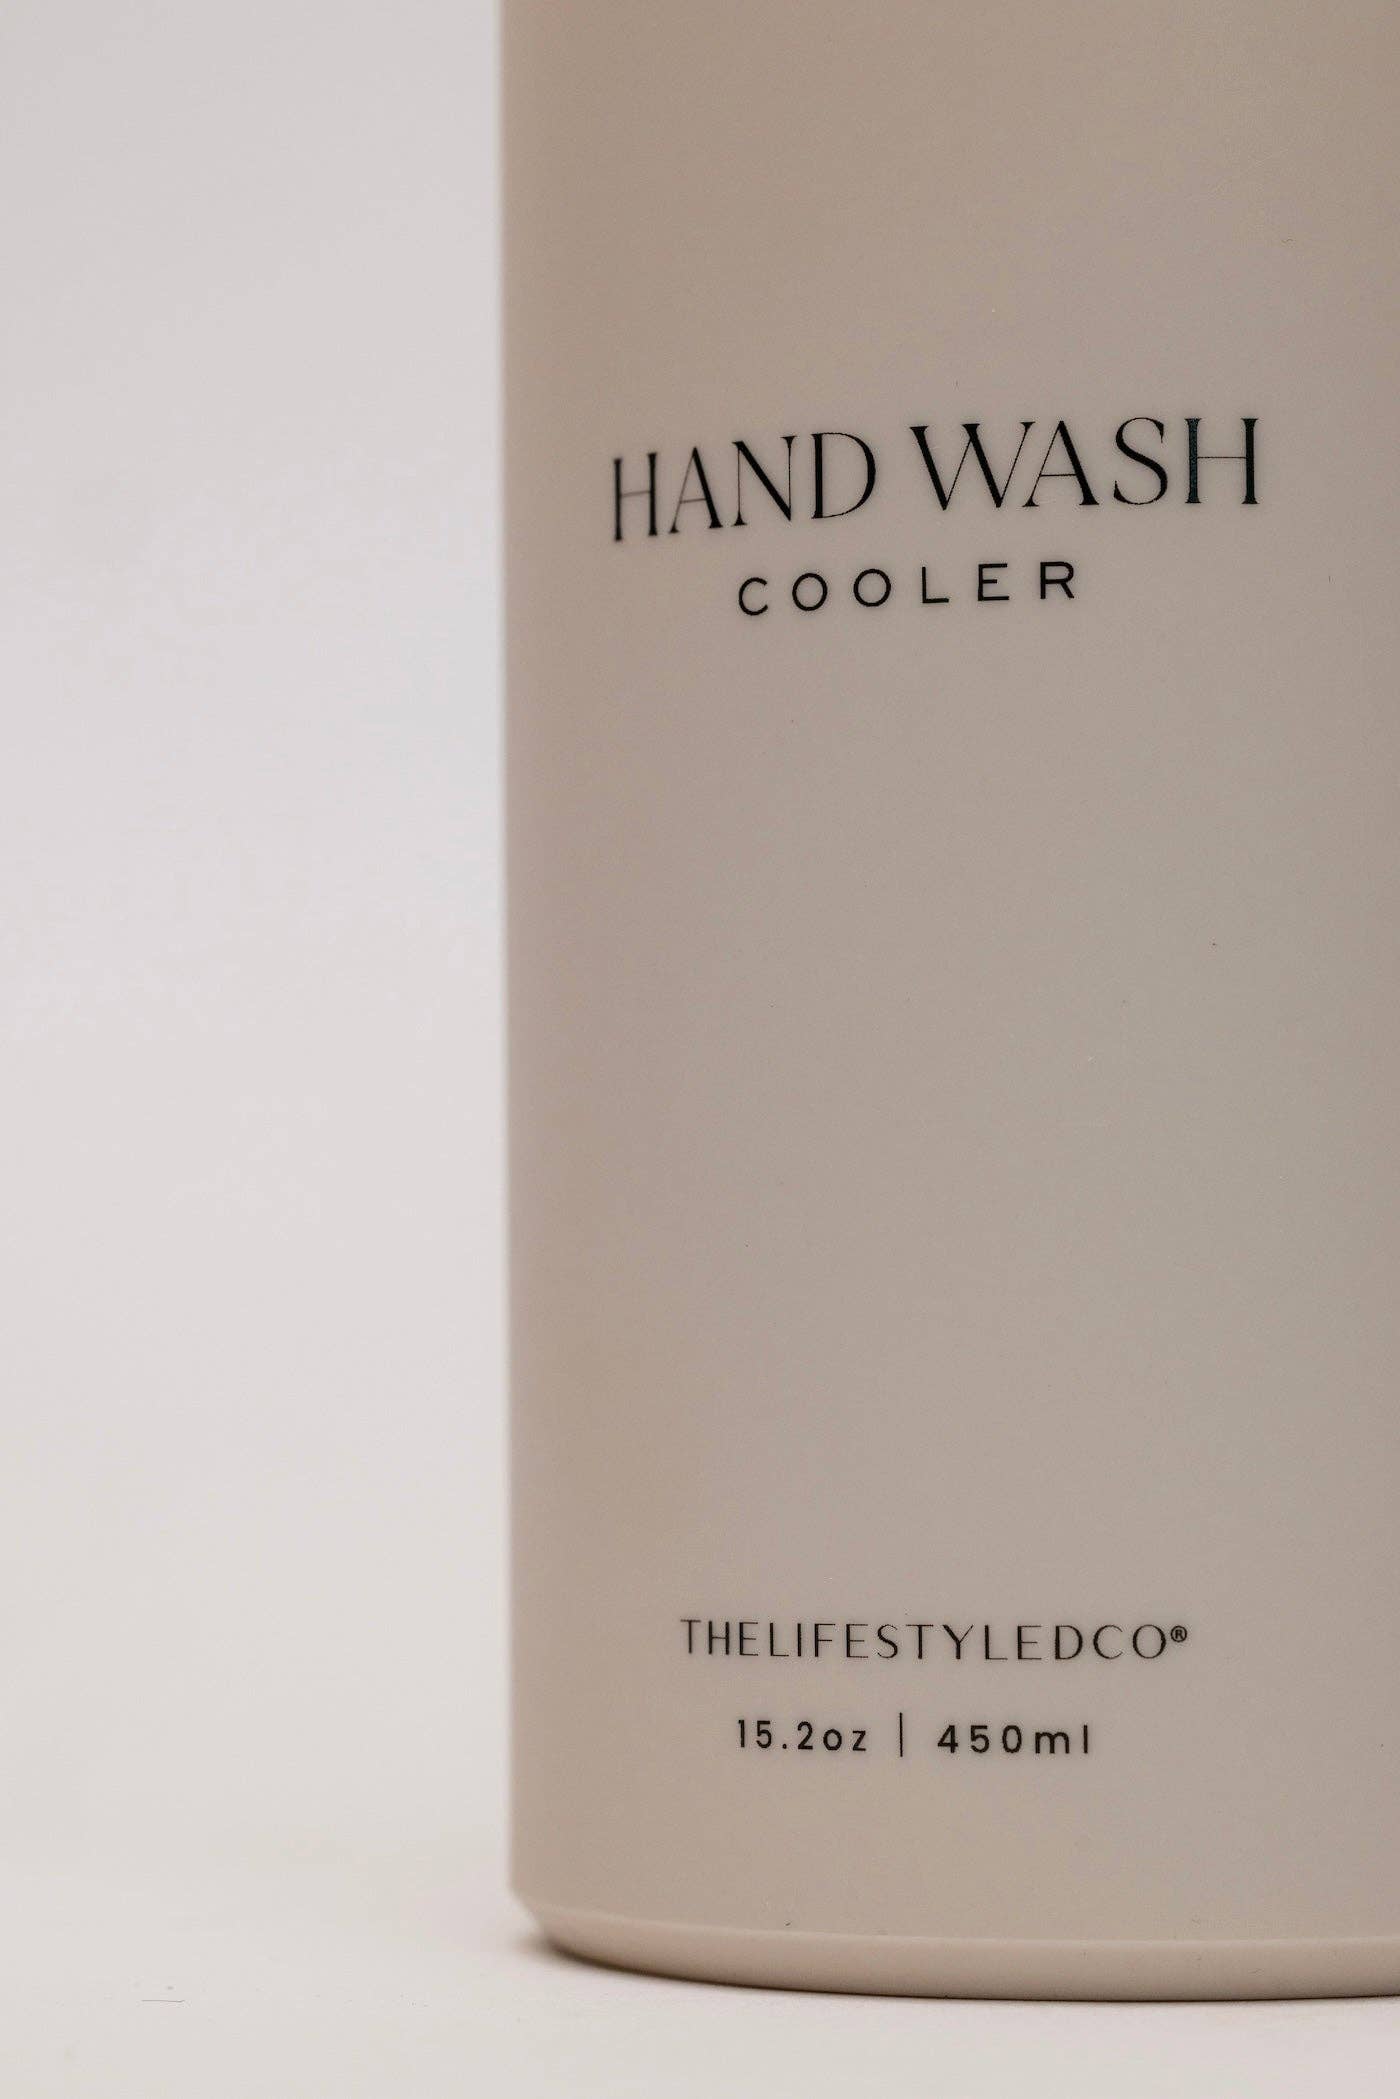 HAND WASH
COOLER
THELIFESTYLEDCO®
15.2oz | 450ml